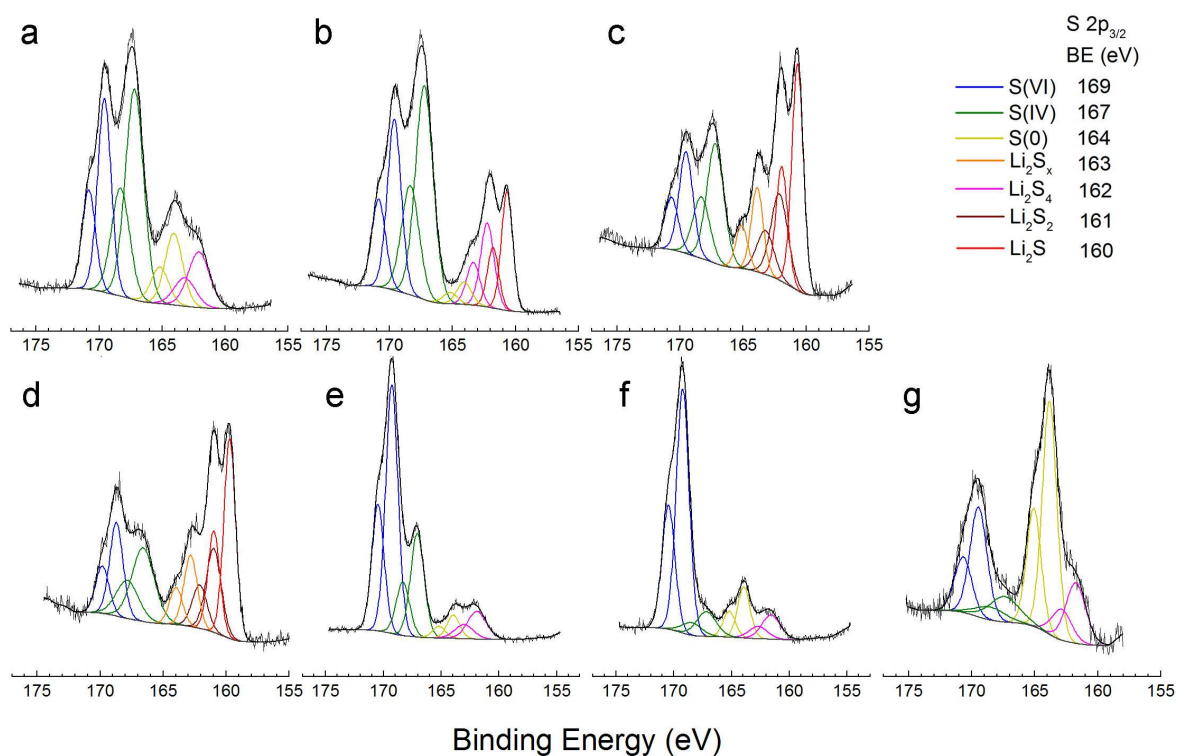 a
b
c
S 2p3/2
BE (eV)
S(VI) 169
S(IV) 167
S(0) 164
Li2Sx 163
Li2S4 162
Li2S2 161
Li2S 160
175 170 165 160 155
175 170 165 160 155
175 170 165 160 155
d
e
f
g
175 170 165 160 155
175 170 165 160 155
175 170 165 160 155
175 170 165 160 155
Binding Energy (eV)